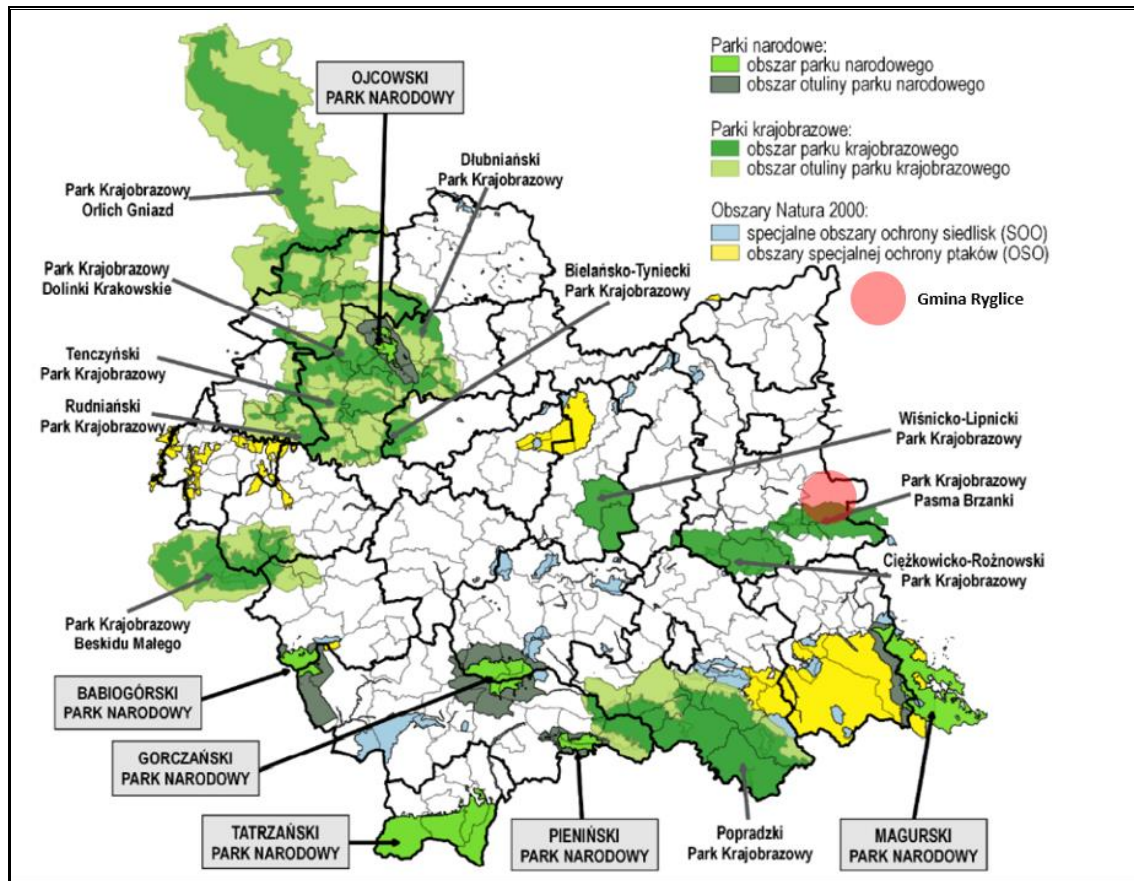 Parki narodowe:
obszar parku narodowego
obszar otuliny parku narodowego
Parki krajobrazowe:
obszar parku krajobrazowego
obszar otuliny parku krajobrazowego
Obszary Natura 2000:
specjalne obszary ochrony siedlisk (SOO)
obszary specjalnej ochrony ptaków (OSO)
Gmina Ryglice
OJCOWSKI
PARK NARODOWY
Dłubniański
Park Krajobrazowy
Park Krajobrazowy
Orlich Gniazd
Park Krajobrazowy
Dolinki Krakowskie
Bielańsko-Tyniecki
Park Krajobrazowy
Tenczyński
Park Krajobrazowy
Rudniański
Park Krajobrazowy
Wiśnicko-Lipnicki
Park Krajobrazowy
Park Krajobrazowy
Pasma Brzanki
Ciężkowicko-Rożnowski
Park Krajobrazowy
Park Krajobrazowy
Beskidu Małego
BABIOGÓRSKI
PARK NARODOWY
GORCZAŃSKI
PARK NARODOWY
TATRZAŃSKI
PARK NARODOWY
PIENIŃSKI
PARK NARODOWY
Popradzki
Park Krajobrazowy
MAGURSKI
PARK NARODOWY